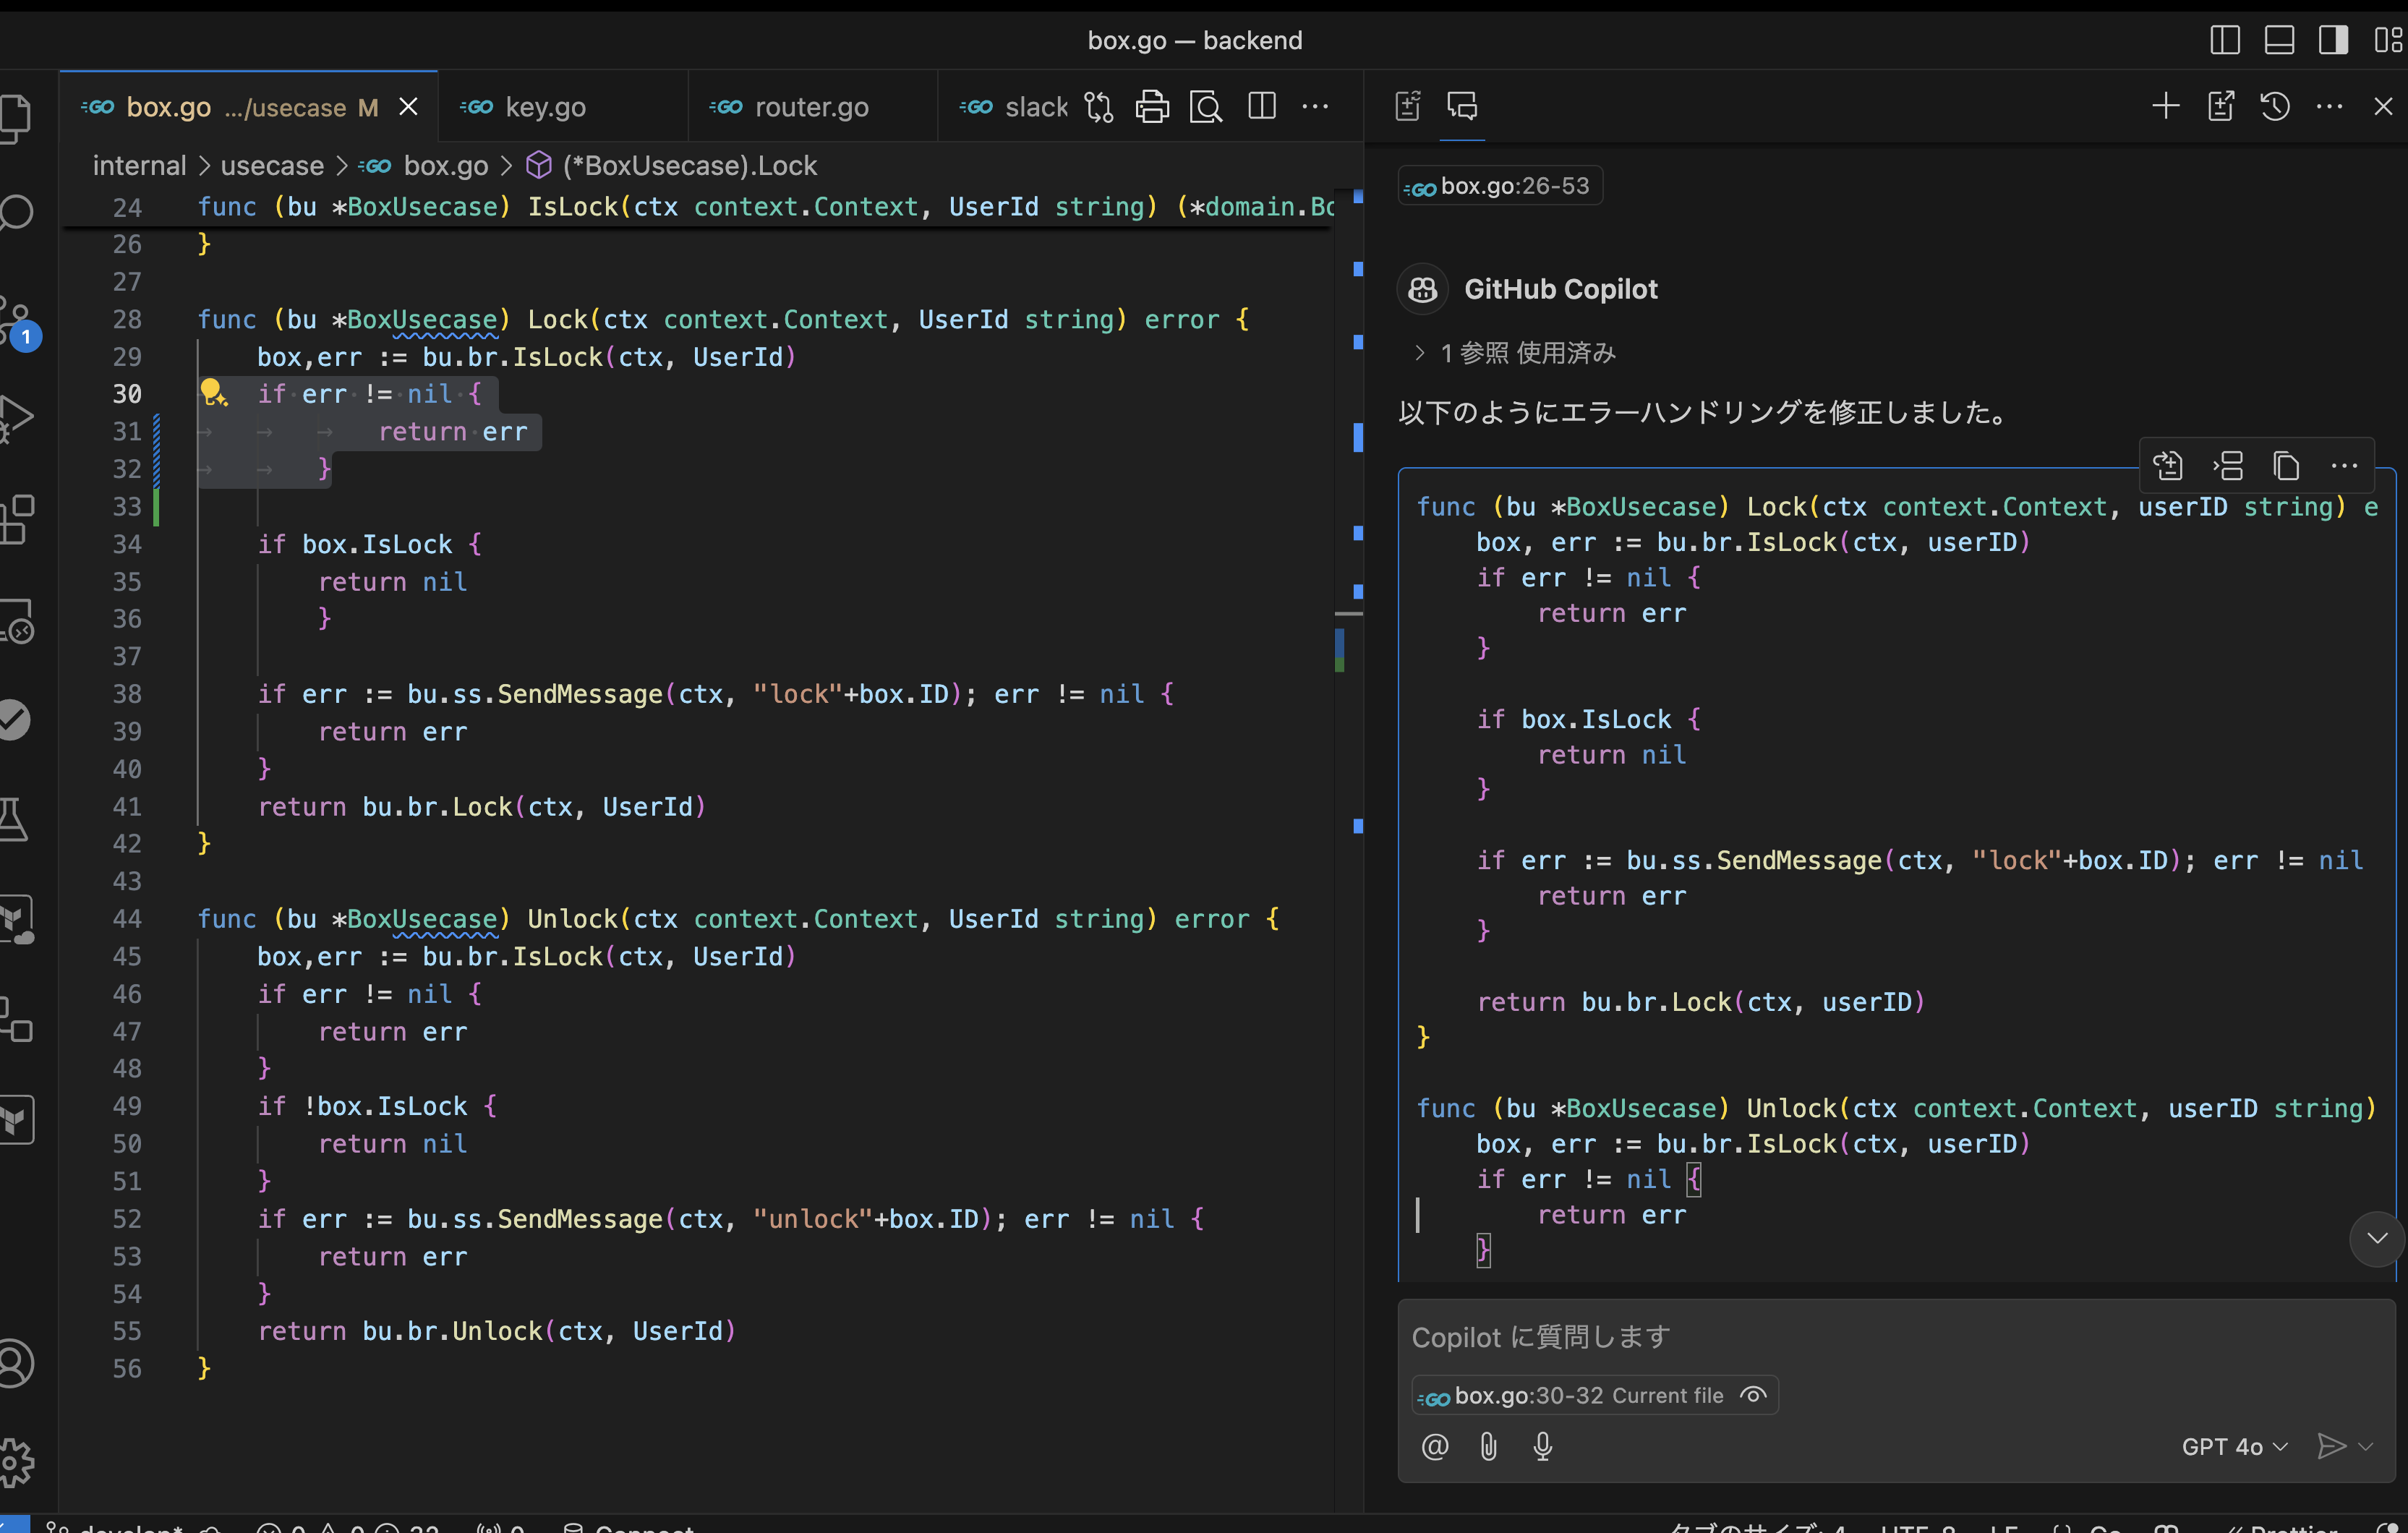 box.go — backend
box.go .../usecase M
key.go
router.go
slack
internal > usecase > box.go > (*BoxUsecase).Lock
24 func (bu *BoxUsecase) IsLock(ctx context.Context, UserId string) (*domain.Bo
26 }
27
28 func (bu *BoxUsecase) Lock(ctx context.Context, UserId string) error {
29 box,err := bu.br.IsLock(ctx, UserId)
30 if err != nil {
31 return err
32 }
33
34 if box.IsLock {
35 return nil
36 }
37
38 if err := bu.ss.SendMessage(ctx, "lock"+box.ID); err != nil {
39 return err
40 }
41 return bu.br.Lock(ctx, UserId)
42 }
43
44 func (bu *BoxUsecase) Unlock(ctx context.Context, UserId string) error {
45 box,err := bu.br.IsLock(ctx, UserId)
46 if err != nil {
47 return err
48 }
49 if !box.IsLock {
50 return nil
51 }
52 if err := bu.ss.SendMessage(ctx, "unlock"+box.ID); err != nil {
53 return err
54 }
55 return bu.br.Unlock(ctx, UserId)
56 }
1
box.go:26-53
GitHub Copilot
> 1 参照 使用済み
以下のようにエラーハンドリングを修正しました。
func (bu *BoxUsecase) Lock(ctx context.Context, userID string) e
box, err := bu.br.IsLock(ctx, userID)
if err != nil {
return err
}
if box.IsLock {
return nil
}
if err := bu.ss.SendMessage(ctx, "lock"+box.ID); err != nil
return err
}
return bu.br.Lock(ctx, userID)
}
func (bu *BoxUsecase) Unlock(ctx context.Context, userID string)
box, err := bu.br.IsLock(ctx, userID)
if err != nil {
return err
}
Copilot に質問します
box.go:30-32 Current file
GPT 4o